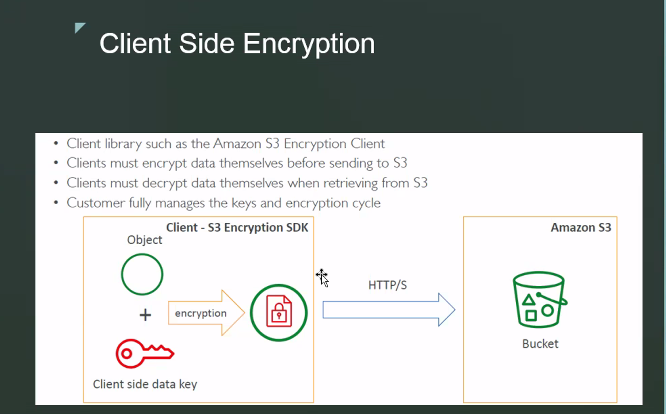 Client Side Encryption
• Client library such as the Amazon S3 Encryption Client
• Clients must encrypt data themselves before sending to S3
• Clients must decrypt data themselves when retrieving from S3
• Customer fully manages the keys and encryption cycle
Client - S3 Encryption SDK
Amazon S3
Object
HTTP/S
+
encryption
Bucket
Client side data key